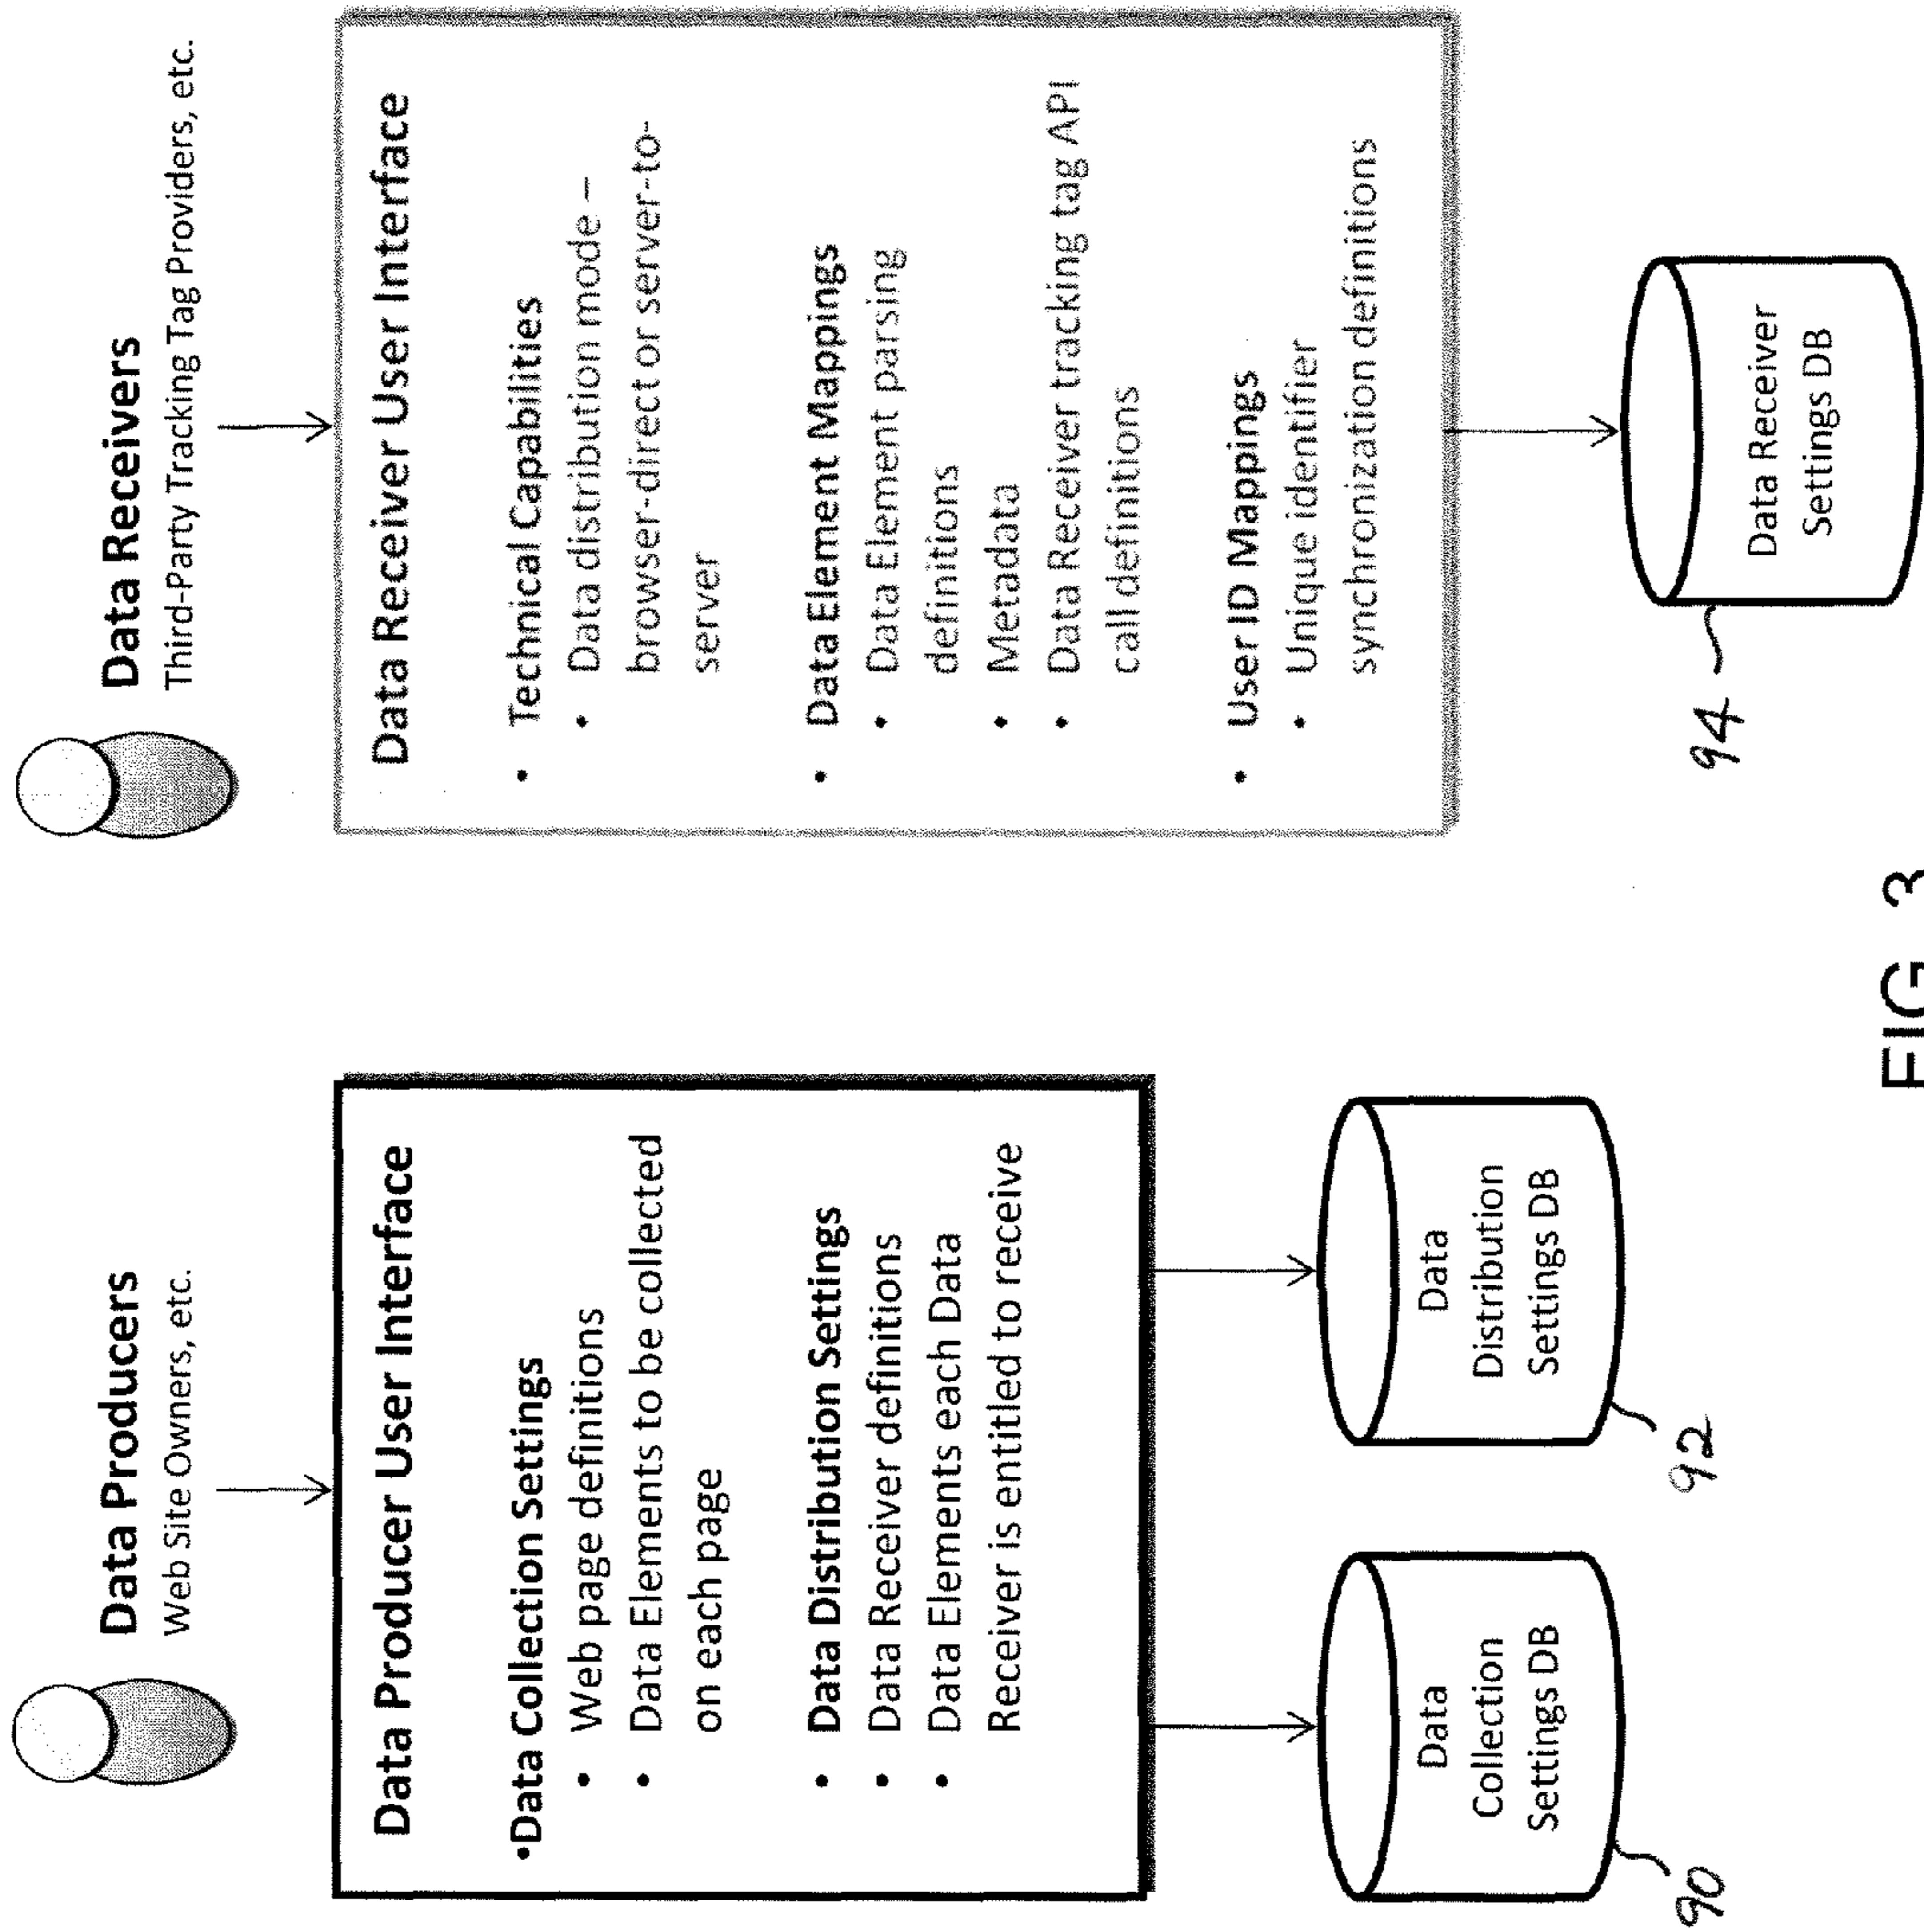 Data Producers
Web Site Owners, etc.
Data Producer User Interface
•Data Collection Settings
• Web page definitions
• Data Elements to be collected
on each page
• Data Distribution Settings
• Data Receiver definitions
• Data Elements each Data
Receiver is entitled to receive
Data
Collection
Settings DB
90
Data
Distribution
Settings DB
92
Data Receivers
Third-Party Tracking Tag Providers, etc.
Data Receiver User Interface
• Technical Capabilities
• Data distribution mode –
browser-direct or server-to-
server
• Data Element Mappings
• Data Element parsing
definitions
• Metadata
• Data Receiver tracking tag API
call definitions
• User ID Mappings
• Unique identifier
synchronization definitions
Data Receiver
Settings DB
94
FIG. 3